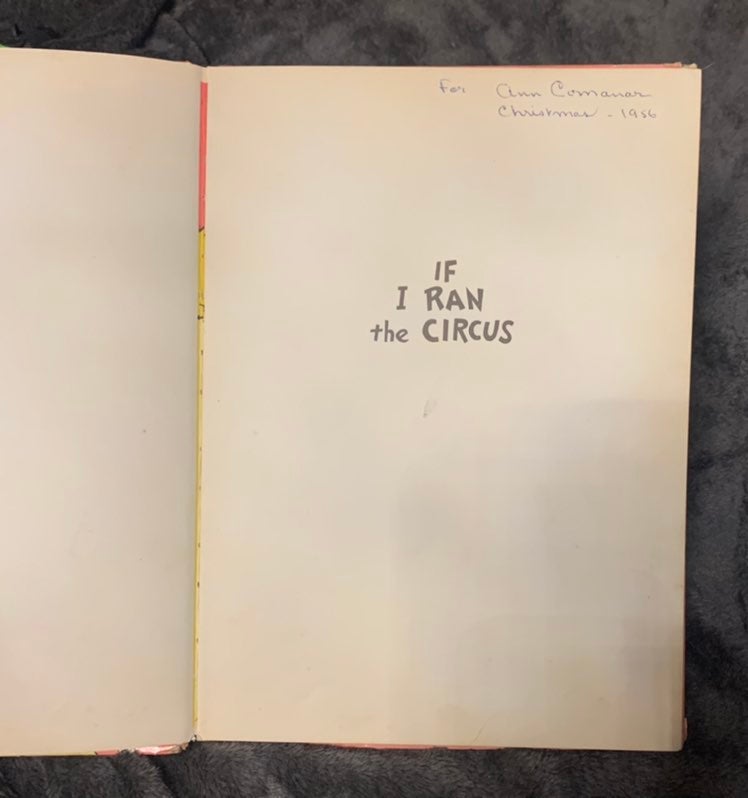 For Ann Comanar
Christmas - 1956
IF
I RAN
the CIRCUS